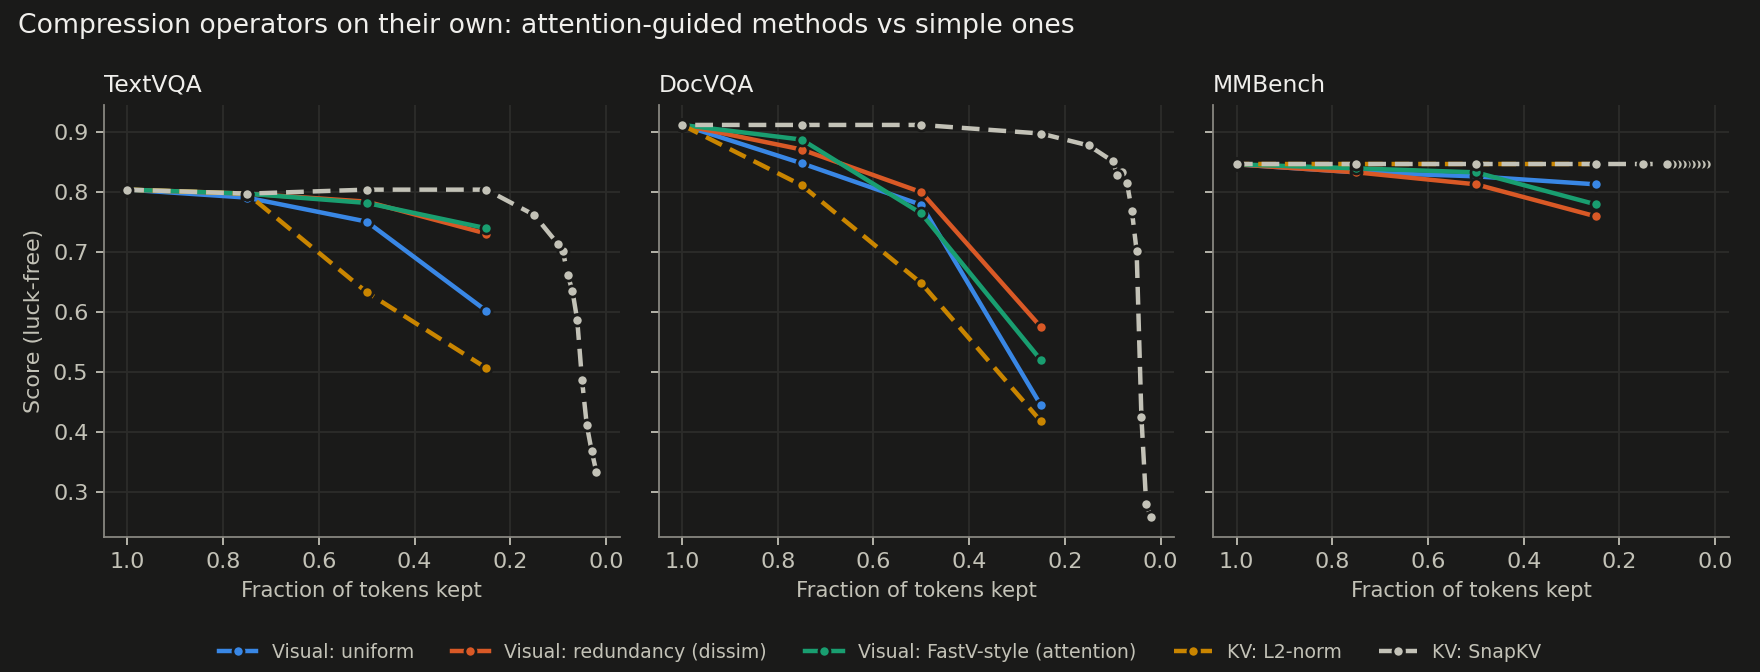 Compression operators on their own: attention-guided methods vs simple ones
TextVQA
DocVQA
MMBench
Score (luck-free)
0.9
0.8
0.7
0.6
0.5
0.4
0.3
1.0 0.8 0.6 0.4 0.2 0.0
1.0 0.8 0.6 0.4 0.2 0.0
1.0 0.8 0.6 0.4 0.2 0.0
Fraction of tokens kept
Fraction of tokens kept
Fraction of tokens kept
Visual: uniform
Visual: redundancy (dissim)
Visual: FastV-style (attention)
KV: L2-norm
KV: SnapKV